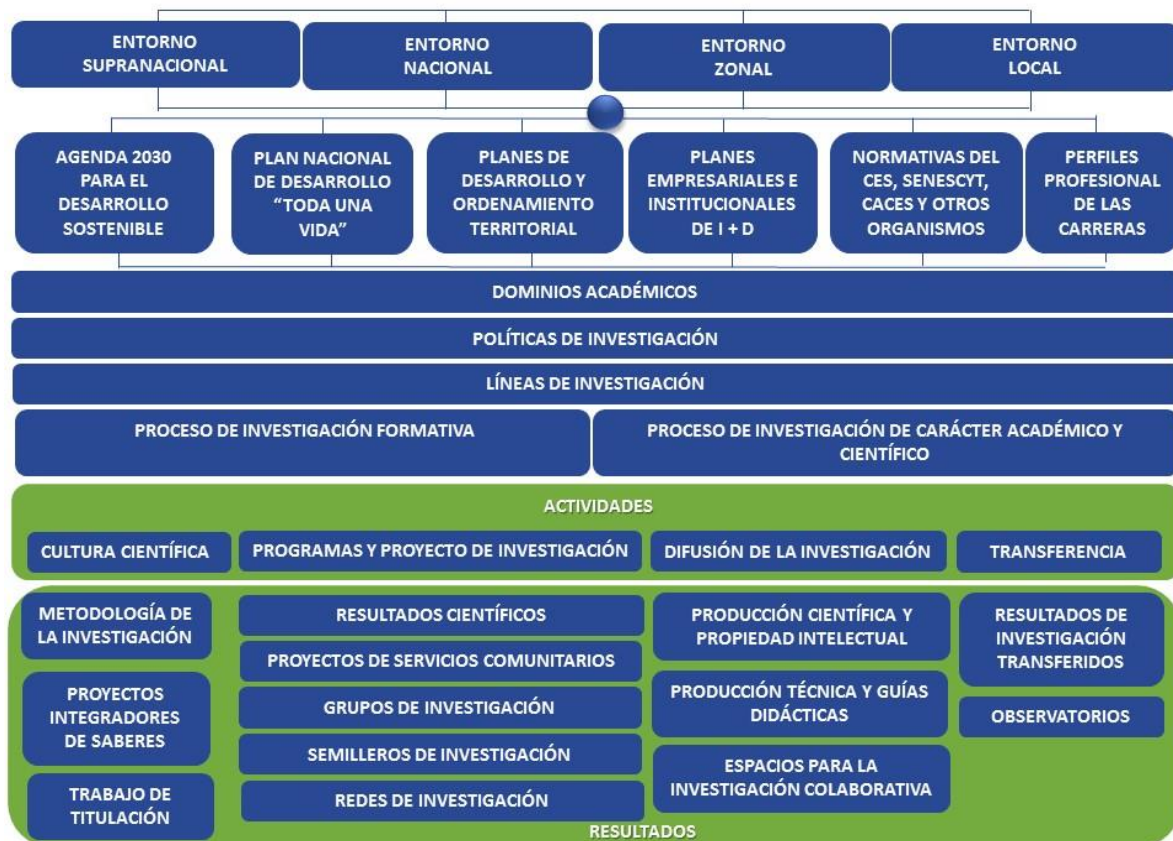 ENTORNO
SUPRANACIONAL
ENTORNO
NACIONAL
ENTORNO
ZONAL
ENTORNO
LOCAL
AGENDA 2030
PARA EL
DESARROLLO
SOSTENIBLE
PLAN NACIONAL
DE DESARROLLO
“TODA UNA
VIDA”
PLANES DE
DESARROLLO Y
ORDENAMIENTO
TERRITORIAL
PLANES
EMPRESARIALES E
INSTITUCIONALES
DE I + D
NORMATIVAS DEL
CES, SENESCYT,
CACES Y OTROS
ORGANISMOS
PERFILES
PROFESIONAL
DE LAS
CARRERAS
DOMINIOS ACADÉMICOS
POLÍTICAS DE INVESTIGACIÓN
LÍNEAS DE INVESTIGACIÓN
PROCESO DE INVESTIGACIÓN FORMATIVA
PROCESO DE INVESTIGACIÓN DE CARÁCTER ACADÉMICO Y
CIENTÍFICO
ACTIVIDADES
CULTURA CIENTÍFICA
PROGRAMAS Y PROYECTO DE INVESTIGACIÓN
DIFUSIÓN DE LA INVESTIGACIÓN
TRANSFERENCIA
METODOLOGÍA DE
LA INVESTIGACIÓN
PROYECTOS
INTEGRADORES
DE SABERES
TRABAJO DE
TITULACIÓN
RESULTADOS CIENTÍFICOS
PROYECTOS DE SERVICIOS COMUNITARIOS
GRUPOS DE INVESTIGACIÓN
SEMILLEROS DE INVESTIGACIÓN
REDES DE INVESTIGACIÓN
PRODUCCIÓN CIENTÍFICA Y
PROPIEDAD INTELECTUAL
PRODUCCIÓN TÉCNICA Y GUÍAS
DIDÁCTICAS
ESPACIOS PARA LA
INVESTIGACIÓN COLABORATIVA
RESULTADOS DE
INVESTIGACIÓN
TRANSFERIDOS
OBSERVATORIOS
RESULTADOS